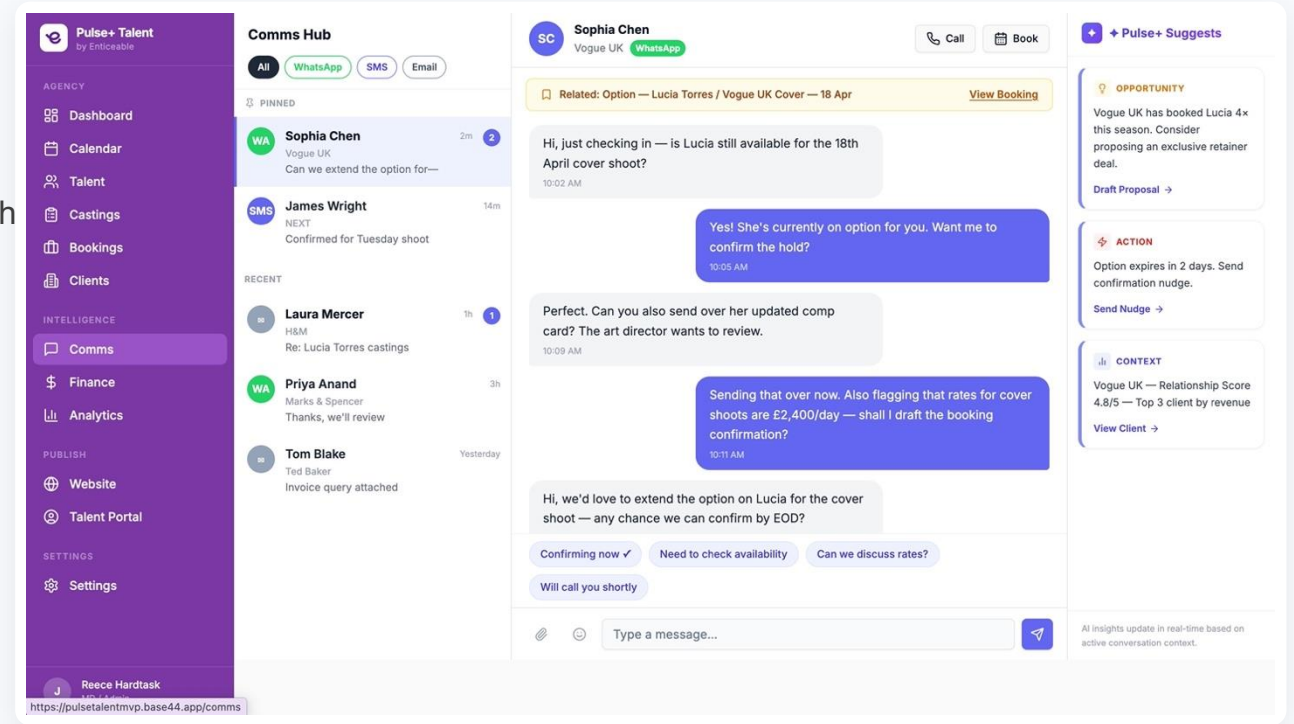 Pulse+ Talent
by Enticeable
AGENCY
Dashboard
Calendar
Talent
Castings
Bookings
Clients
INTELLIGENCE
Comms
Finance
Analytics
PUBLISH
Website
Talent Portal
SETTINGS
Settings
J
Reece Hardtask
https://pulsetalentmvp.base44.app/comms
h
Comms Hub
All
WhatsApp
SMS
Email
PINNED
WA
Sophia Chen
2m
2
Vogue UK
Can we extend the option for—
SMS
James Wright
14m
NEXT
Confirmed for Tuesday shoot
RECENT
Laura Mercer
1h
1
H&M
Re: Lucia Torres castings
WA
Priya Anand
3h
Marks & Spencer
Thanks, we'll review
Tom Blake
Yesterday
Ted Baker
Invoice query attached
SC
Sophia Chen
Vogue UK
WhatsApp
Call
Book
Related: Option — Lucia Torres / Vogue UK Cover — 18 Apr
View Booking
Hi, just checking in — is Lucia still available for the 18th
April cover shoot?
10:02 AM
Yes! She's currently on option for you. Want me to
confirm the hold?
10:05 AM
Perfect. Can you also send over her updated comp
card? The art director wants to review.
10:09 AM
Sending that over now. Also flagging that rates for cover
shoots are £2,400/day — shall I draft the booking
confirmation?
10:11 AM
Hi, we'd love to extend the option on Lucia for the cover
shoot — any chance we can confirm by EOD?
Confirming now ✓
Need to check availability
Can we discuss rates?
Will call you shortly
Type a message...
✦ Pulse+ Suggests
OPPORTUNITY
Vogue UK has booked Lucia 4×
this season. Consider
proposing an exclusive retainer
deal.
Draft Proposal →
ACTION
Option expires in 2 days. Send
confirmation nudge.
Send Nudge →
CONTEXT
Vogue UK — Relationship Score
4.8/5 — Top 3 client by revenue
View Client →
AI insights update in real-time based on
active conversation context.